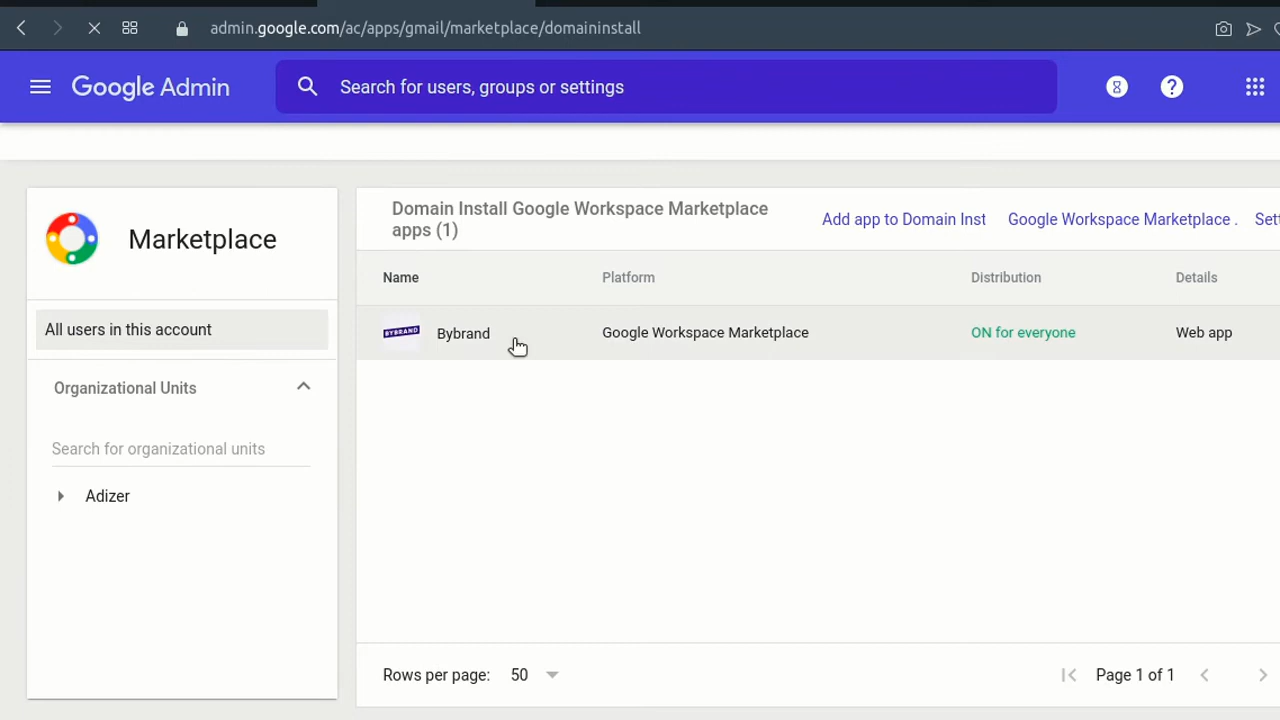 admin.google.com/ac/apps/gmail/marketplace/domaininstall
Google Admin
Search for users, groups or settings
Marketplace
All users in this account
Organizational Units
Search for organizational units
Adizer
Domain Install Google Workspace Marketplace
apps (1)
Add app to Domain Inst
Google Workspace Marketplace .
Sett
Name
Platform
Distribution
Details
BYBRAND
Bybrand
Google Workspace Marketplace
ON for everyone
Web app
Rows per page:
50
Page 1 of 1